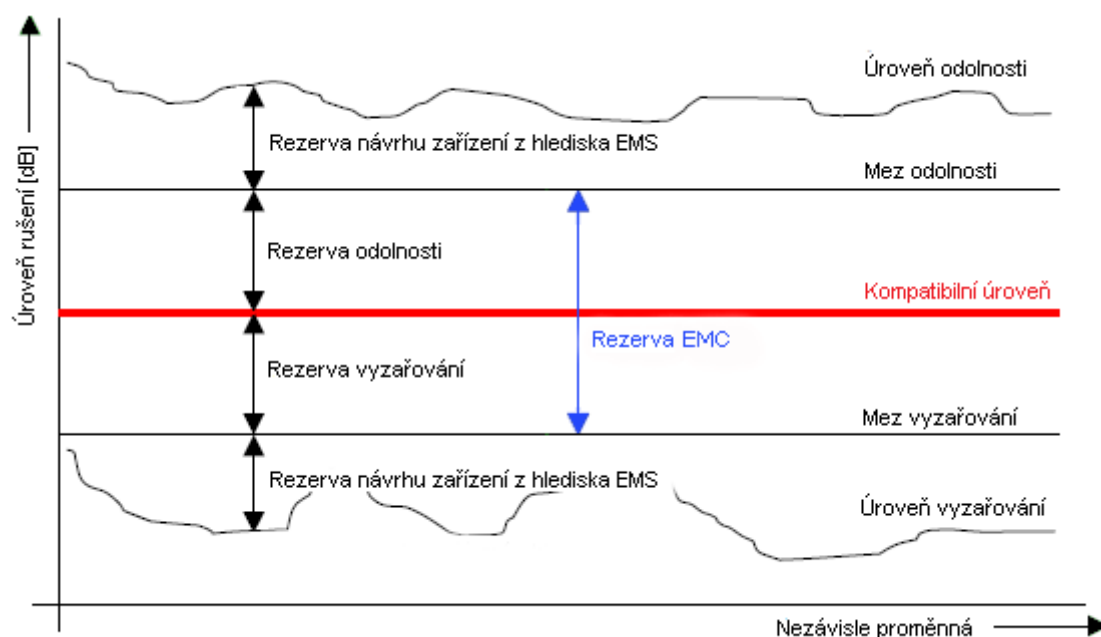 Úroveň rušení [dB]
Úroveň odolnosti
Rezerva návrhu zařízení z hlediska EMS
Mez odolnosti
Rezerva odolnosti
Kompatibilní úroveň
Rezerva EMC
Rezerva vyzařování
Mez vyzařování
Rezerva návrhu zařízení z hlediska EMS
Úroveň vyzařování
Nezávisle proměnná